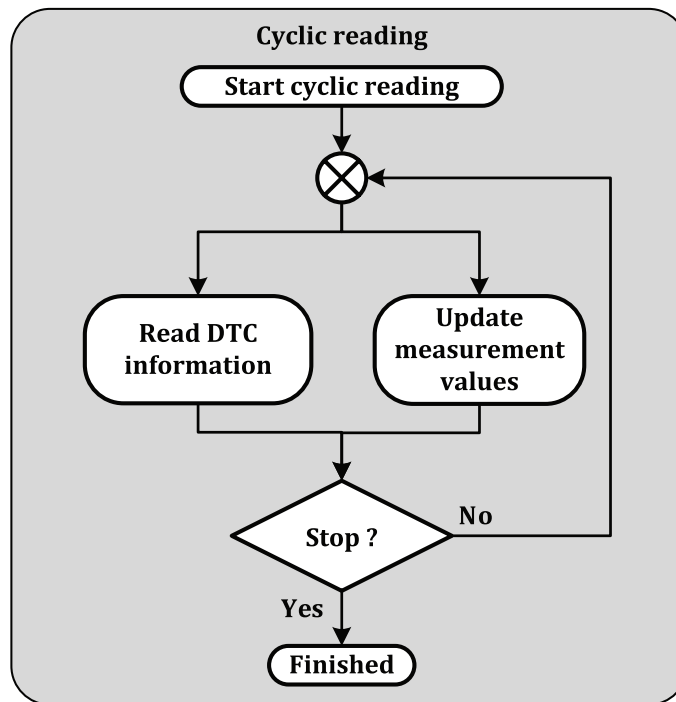 Cyclic reading
Start cyclic reading
Read DTC
information
Update
measurement
values
Stop ?
No
Yes
Finished